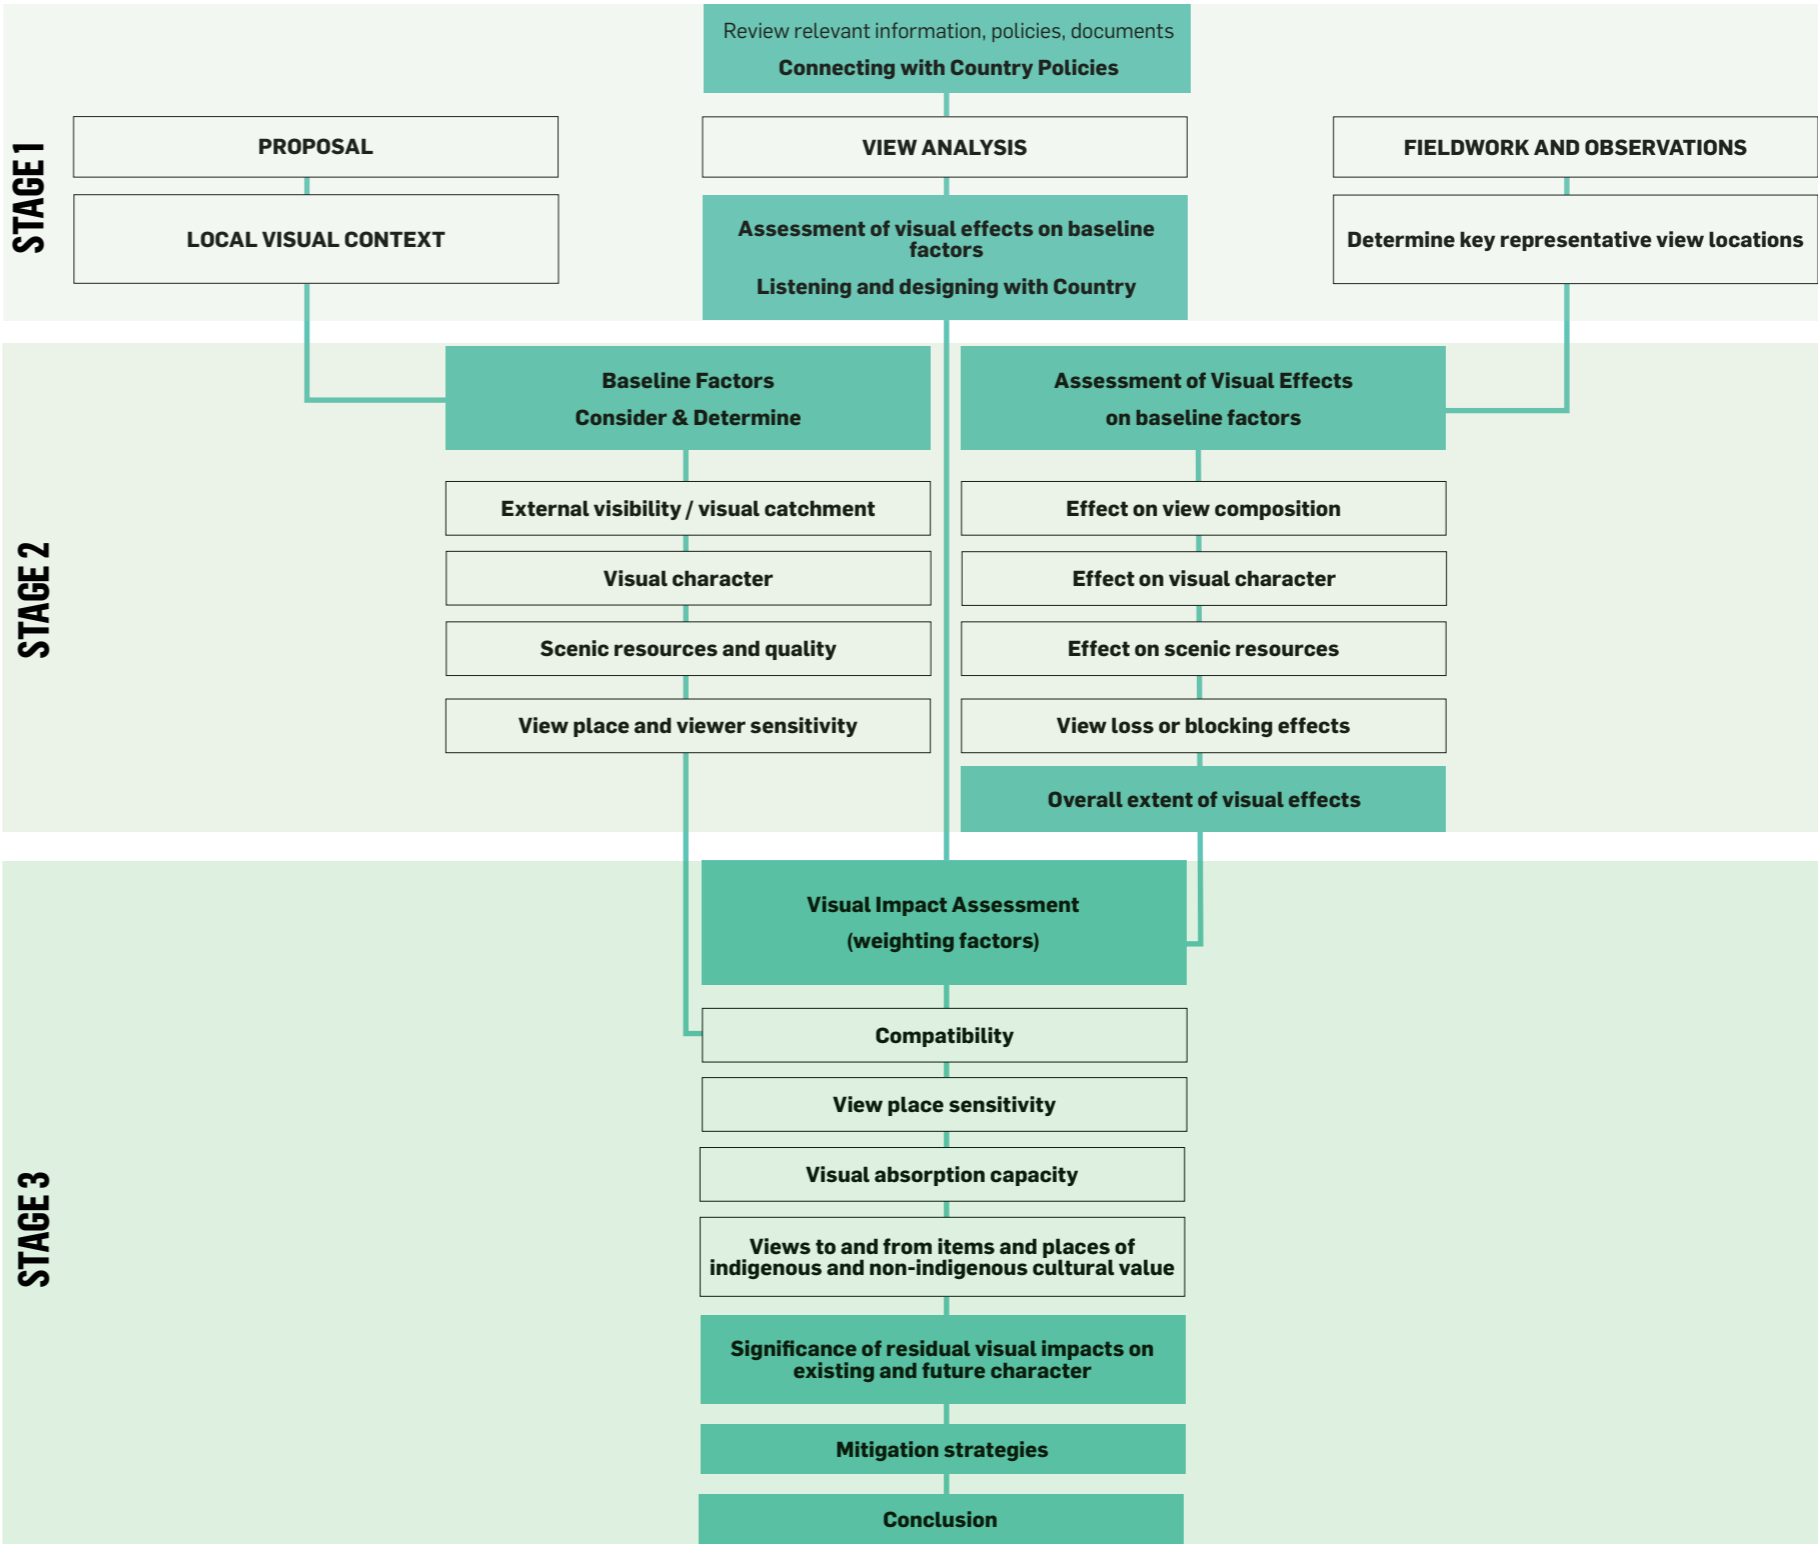 STAGE 1
Review relevant information, policies, documents
Connecting with Country Policies
PROPOSAL
VIEW ANALYSIS
FIELDWORK AND OBSERVATIONS
LOCAL VISUAL CONTEXT
Assessment of visual effects on baseline
factors
Listening and designing with Country
Determine key representative view locations
STAGE 2
Baseline Factors
Consider & Determine
External visibility / visual catchment
Visual character
Scenic resources and quality
View place and viewer sensitivity
Assessment of Visual Effects
on baseline factors
Effect on view composition
Effect on visual character
Effect on scenic resources
View loss or blocking effects
Overall extent of visual effects
STAGE 3
Visual Impact Assessment
(weighting factors)
Compatibility
View place sensitivity
Visual absorption capacity
Views to and from items and places of
indigenous and non-indigenous cultural value
Significance of residual visual impacts on
existing and future character
Mitigation strategies
Conclusion